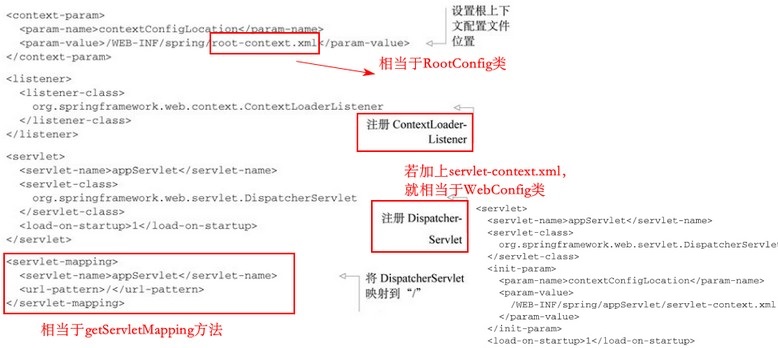 <context-param>
<param-name>contextConfigLocation</param-name>
<param-value>/WEB-INF/spring/root-context.xml</param-value>
</context-param>
设置根上下
文配置文件
位置
相当于RootConfig类
<listener>
<listener-class>
org.springframework.web.context.ContextLoaderListener
</listener-class>
</listener>
注册 ContextLoader-
Listener
<servlet>
<servlet-name>appServlet</servlet-name>
<servlet-class>
org.springframework.web.servlet.DispatcherServlet
</servlet-class>
<load-on-startup>1</load-on-startup>
</servlet>
若加上servlet-context.xml,
就相当于WebConfig类
注册 Dispatcher-
Servlet
<servlet-mapping>
<servlet-name>appServlet</servlet-name>
<url-pattern>/</url-pattern>
</servlet-mapping>
将 DispatcherServlet
映射到“/”
相当于getServletMapping方法
<servlet>
<servlet-name>appServlet</servlet-name>
<servlet-class>
org.springframework.web.servlet.DispatcherServlet
</servlet-class>
<init-param>
<param-name>contextConfigLocation</param-name>
<param-value>
/WEB-INF/spring/appServlet/servlet-context.xml
</param-value>
</init-param>
<load-on-startup>1</load-on-startup>